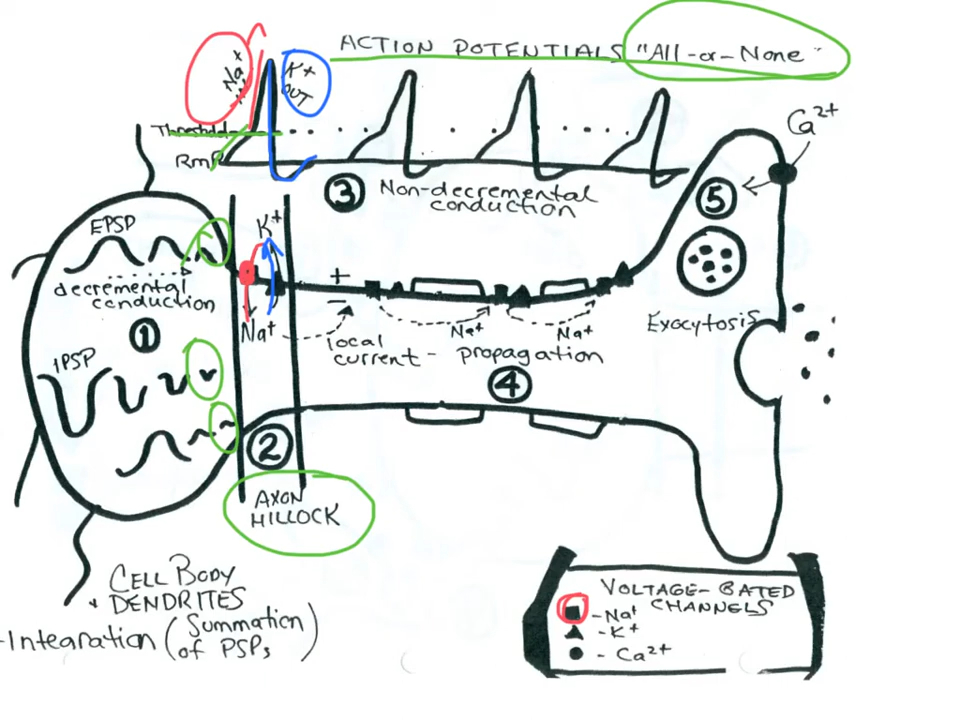 ACTION POTENTIALS "All-or-None"
Na+
K+
OUT
Threshold
RMP
Ca2+
3 Non-decremental
conduction
5
EPSP
K+
decremental
conduction
+
-
Na+
Na+
Na+
Exocytosis
1
local
current - propagation
IPSP
4
2
AXON
HILLOCK
CELL BODY
+ DENDRITES
-Integration (Summation
of PSPs)
VOLTAGE-GATED
CHANNELS
-Na+
-K+
- Ca2+